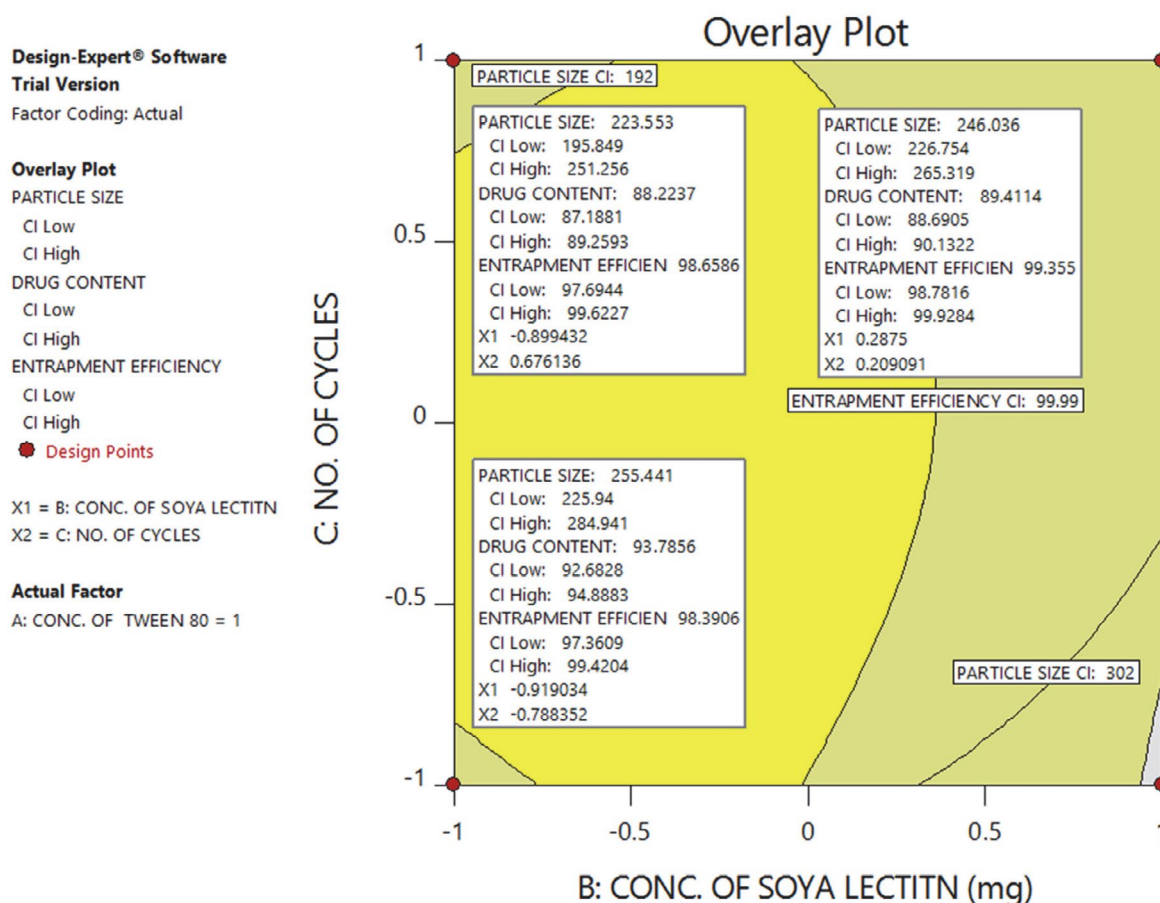 Design-Expert® Software
Trial Version
Factor Coding: Actual
Overlay Plot
PARTICLE SIZE
CI Low
CI High
DRUG CONTENT
CI Low
CI High
ENTRAPMENT EFFICIENCY
CI Low
CI High
Design Points
X1 = B: CONC. OF SOYA LECTITN
X2 = C: NO. OF CYCLES
Actual Factor
A: CONC. OF TWEEN 80 = 1
Overlay Plot
C: NO. OF CYCLES
1
0.5
0
-0.5
-1
PARTICLE SIZE CI: 192
PARTICLE SIZE: 223.553
CI Low: 195.849
CI High: 251.256
DRUG CONTENT: 88.2237
CI Low: 87.1881
CI High: 89.2593
ENTRAPMENT EFFICIEN 98.6586
CI Low: 97.6944
CI High: 99.6227
X1 -0.899432
X2 0.676136
PARTICLE SIZE: 246.036
CI Low: 226.754
CI High: 265.319
DRUG CONTENT: 89.4114
CI Low: 88.6905
CI High: 90.1322
ENTRAPMENT EFFICIEN 99.355
CI Low: 98.7816
CI High: 99.9284
X1 0.2875
X2 0.209091
ENTRAPMENT EFFICIENCY CI: 99.99
PARTICLE SIZE: 255.441
CI Low: 225.94
CI High: 284.941
DRUG CONTENT: 93.7856
CI Low: 92.6828
CI High: 94.8883
ENTRAPMENT EFFICIEN 98.3906
CI Low: 97.3609
CI High: 99.4204
X1 -0.919034
X2 -0.788352
PARTICLE SIZE CI: 302
-1
-0.5
0
0.5
1
B: CONC. OF SOYA LECTITN (mg)